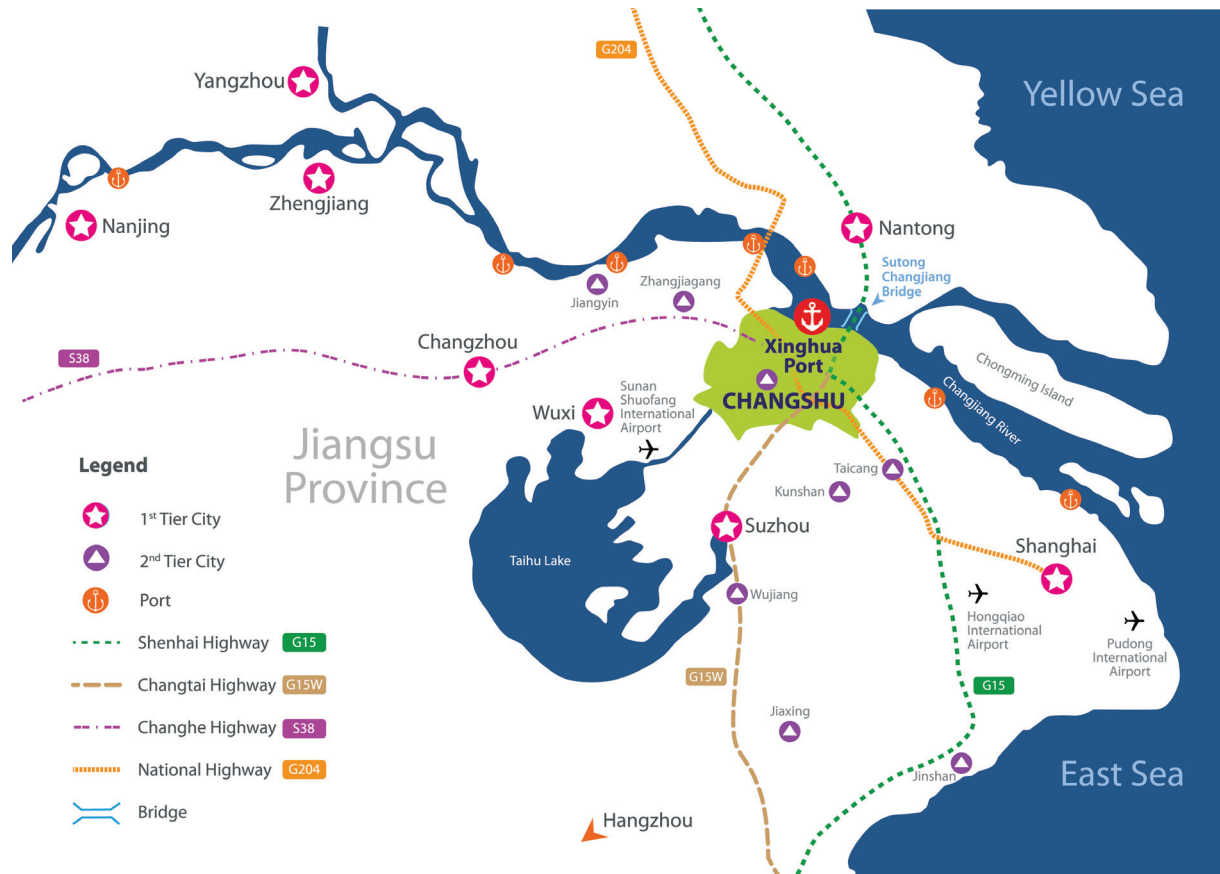 G204
Yellow Sea
Yangzhou
Zhengjiang
Nanjing
Nantong
Sutong
Changjiang
Bridge
Zhangjiagang
Jiangyin
S38
Changzhou
Xinghua
Port
CHANGSHU
Chongming Island
Changjiang River
Sunan
Shuofang
International
Airport
Wuxi
Jiangsu
Province
Taicang
Kunshan
Suzhou
Shanghai
Taihu Lake
Wujiang
Hongqiao
International
Airport
Pudong
International
Airport
G15W
G15
Jiaxing
Jinshan
East Sea
Hangzhou
Legend
1st Tier City
2nd Tier City
Port
Shenhai Highway G15
Changtai Highway G15W
Changhe Highway S38
National Highway G204
Bridge